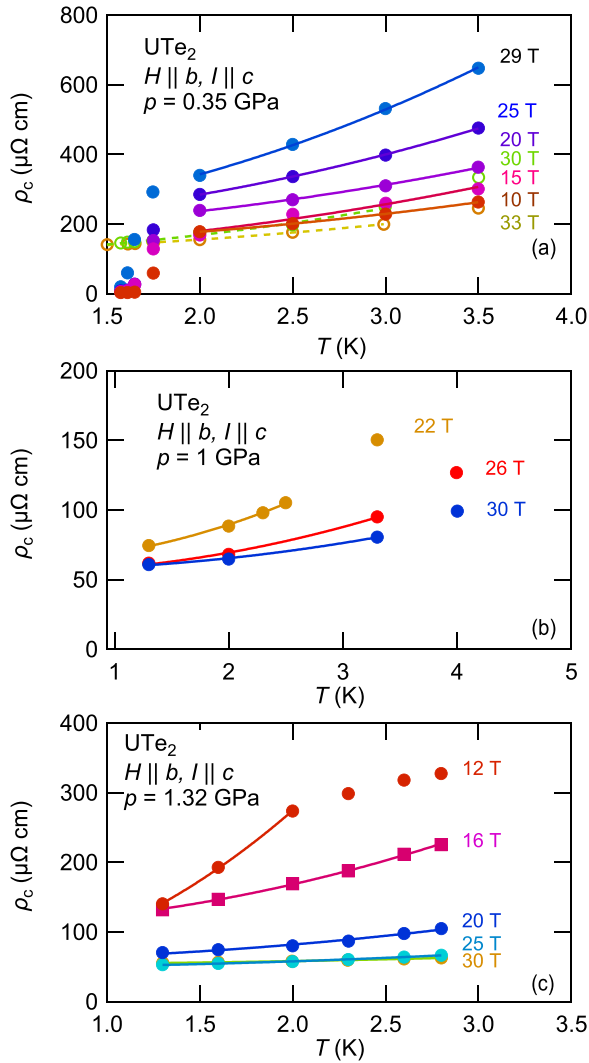 800
600
400
200
0
ρc (μΩ cm)
UTe2
H || b, I || c
p = 0.35 GPa
29 T
25 T
20 T
30 T
15 T
10 T
33 T
(a)
1.5
2.0
2.5
3.0
3.5
4.0
T (K)
200
150
100
50
0
ρc (μΩ cm)
UTe2
H || b, I || c
p = 1 GPa
22 T
26 T
30 T
(b)
1
2
3
4
5
T (K)
400
300
200
100
0
ρc (μΩ cm)
UTe2
H || b, I || c
p = 1.32 GPa
12 T
16 T
20 T
25 T
30 T
(c)
1.0
1.5
2.0
2.5
3.0
3.5
T (K)